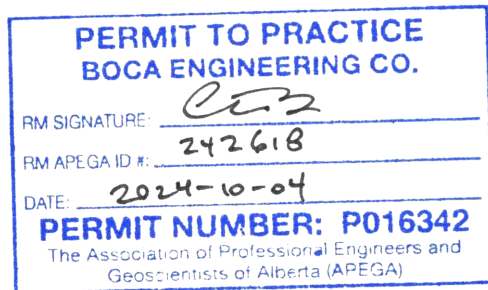 PERMIT TO PRACTICE
BOCA ENGINEERING CO.
RM SIGNATURE:
RM APEGA ID #: 242618
DATE: 2024-10-04
PERMIT NUMBER: P016342
The Association of Professional Engineers and
Geoscientists of Alberta (APEGA)